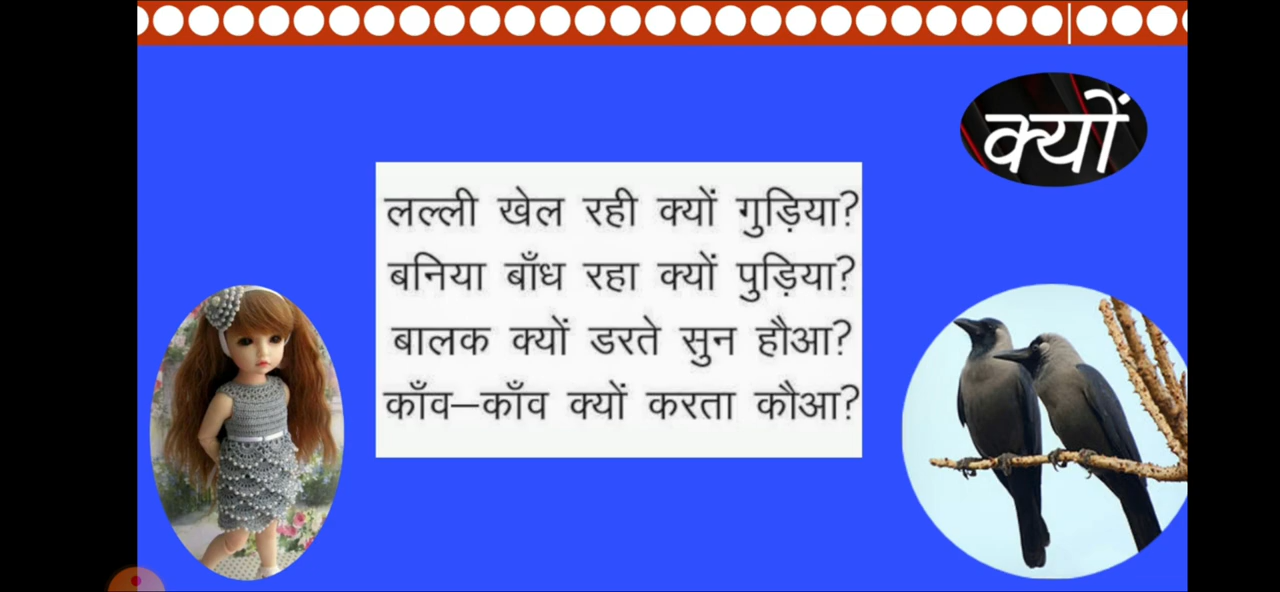 क्यों
लल्ली खेल रही क्यों गुड़िया?
बनिया बाँध रहा क्यों पुड़िया?
बालक क्यों डरते सुन हौआ?
काँव–काँव क्यों करता कौआ?